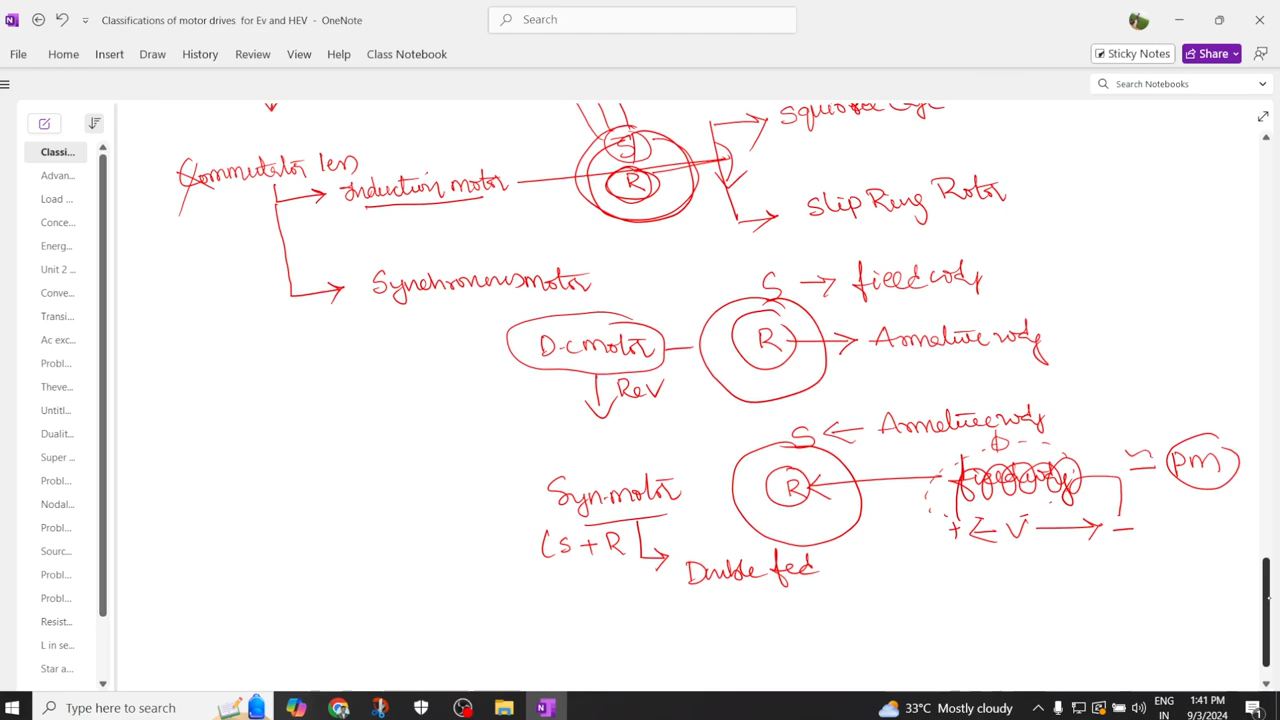 Classifications of motor drives for Ev and HEV - OneNote
Search
File Home Insert Draw History Review View Help Class Notebook
Sticky Notes
Share
Search Notebooks
Classi...
Advan...
Load ...
Conce...
Energ...
Unit 2 ...
Conve...
Transi...
Ac exc...
Probl...
Theve...
Untitl...
Dualit...
Super ...
Probl...
Nodal...
Probl...
Sourc...
Probl...
Probl...
Resist...
L in se...
Star a...
Commutator less
Induction motor
S
R
Slip Ring Rotor
Synchronous motor
S → field wdg
D-c motor
R
Armature wdg
Rev
S ← Armature wdg
Φ
R
field wdg
≃ PM
+ ← V → −
Syn-motor
(S + R
Double fed
Type here to search
33°C Mostly cloudy
ENG
IN
1:41 PM
9/3/2024